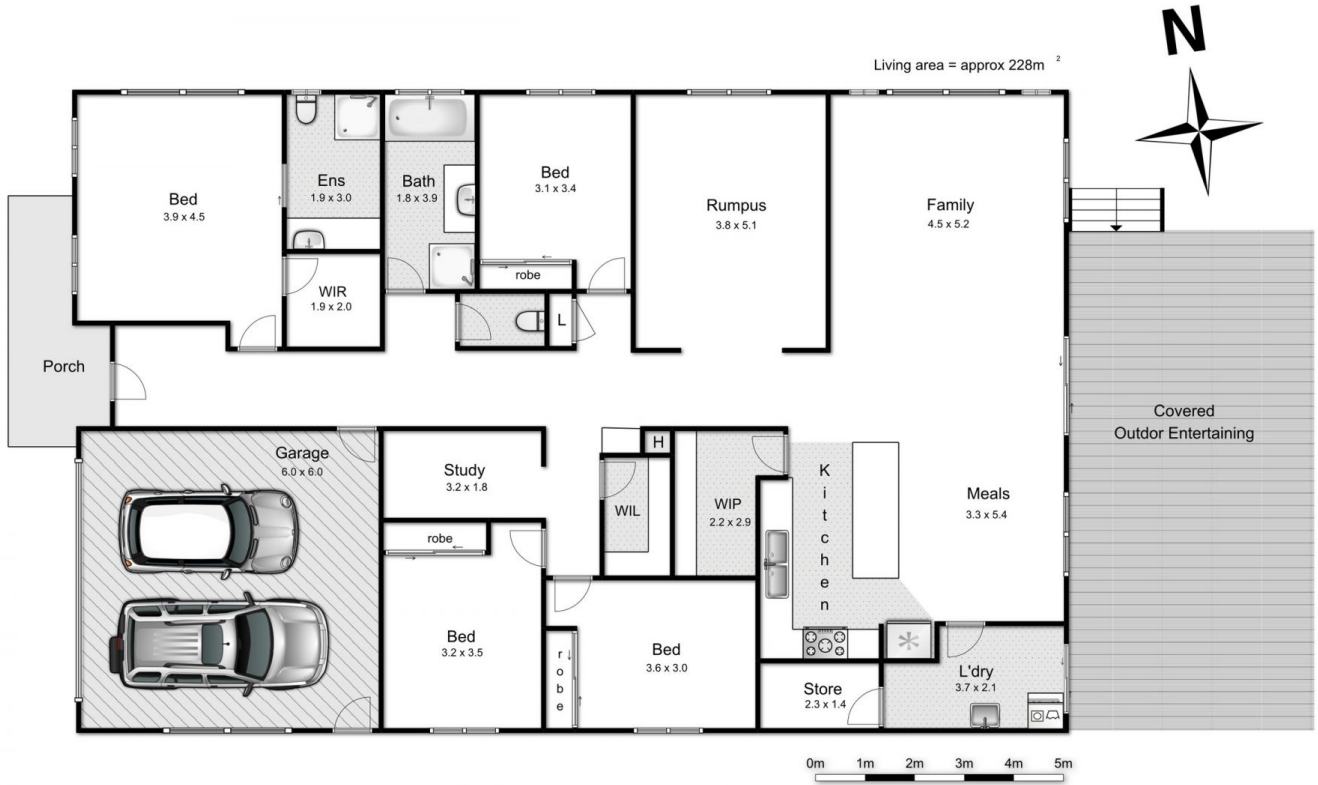 N
Living area = approx 228m 2
Bed
3.9 x 4.5
Ens
1.9 x 3.0
Bath
1.8 x 3.9
Bed
3.1 x 3.4
robe
Rumpus
3.8 x 5.1
Family
4.5 x 5.2
WIR
1.9 x 2.0
L
Porch
Covered
Outdor Entertaining
Garage
6.0 x 6.0
Study
3.2 x 1.8
H
WIL
WIP
2.2 x 2.9
Kitchen
Meals
3.3 x 5.4
robe
Bed
3.2 x 3.5
robe
Bed
3.6 x 3.0
Store
2.3 x 1.4
L'dry
3.7 x 2.1
0m 1m 2m 3m 4m 5m